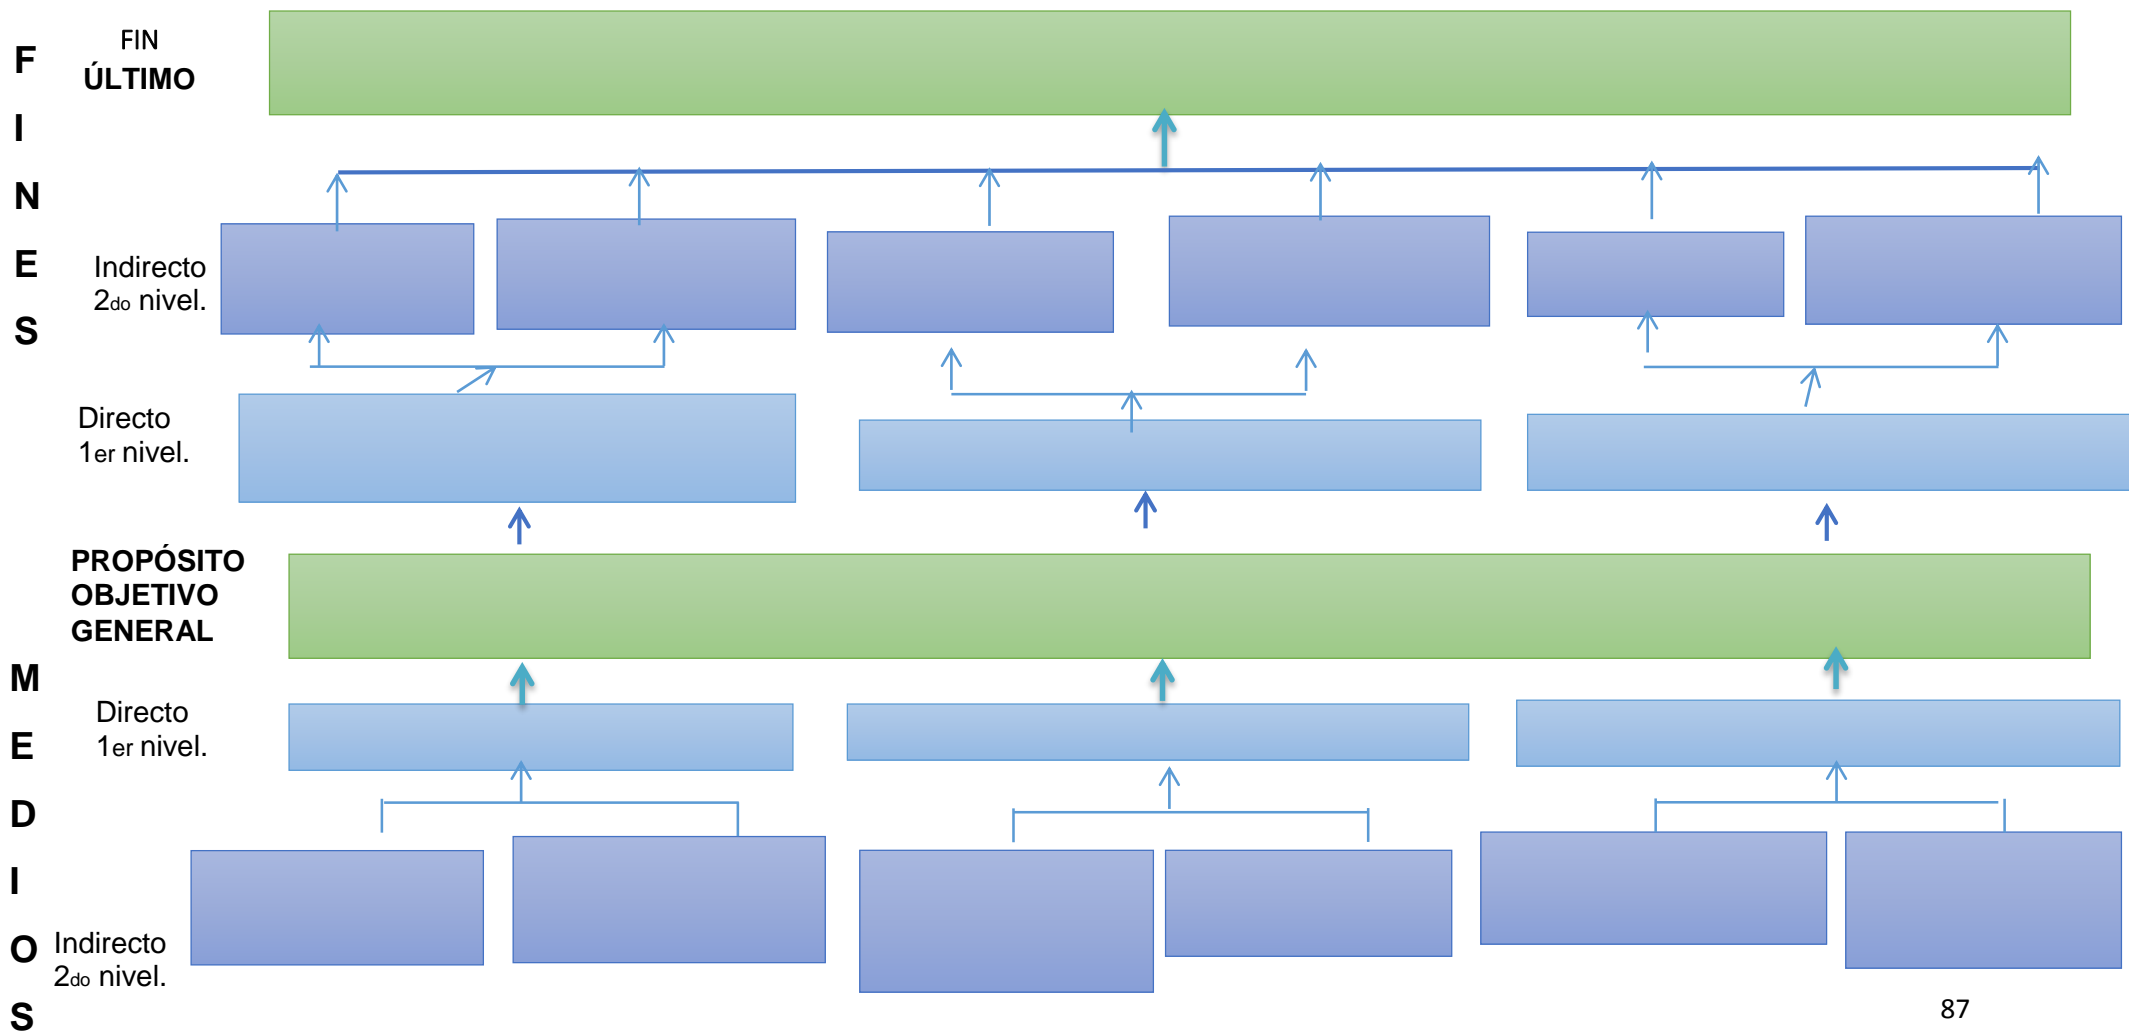 F
I
N
E
S
FIN
ÚLTIMO
Indirecto
2do nivel.
Directo
1er nivel.
PROPÓSITO
OBJETIVO
GENERAL
M
E
D
I
O
S
Directo
1er nivel.
Indirecto
2do nivel.
87